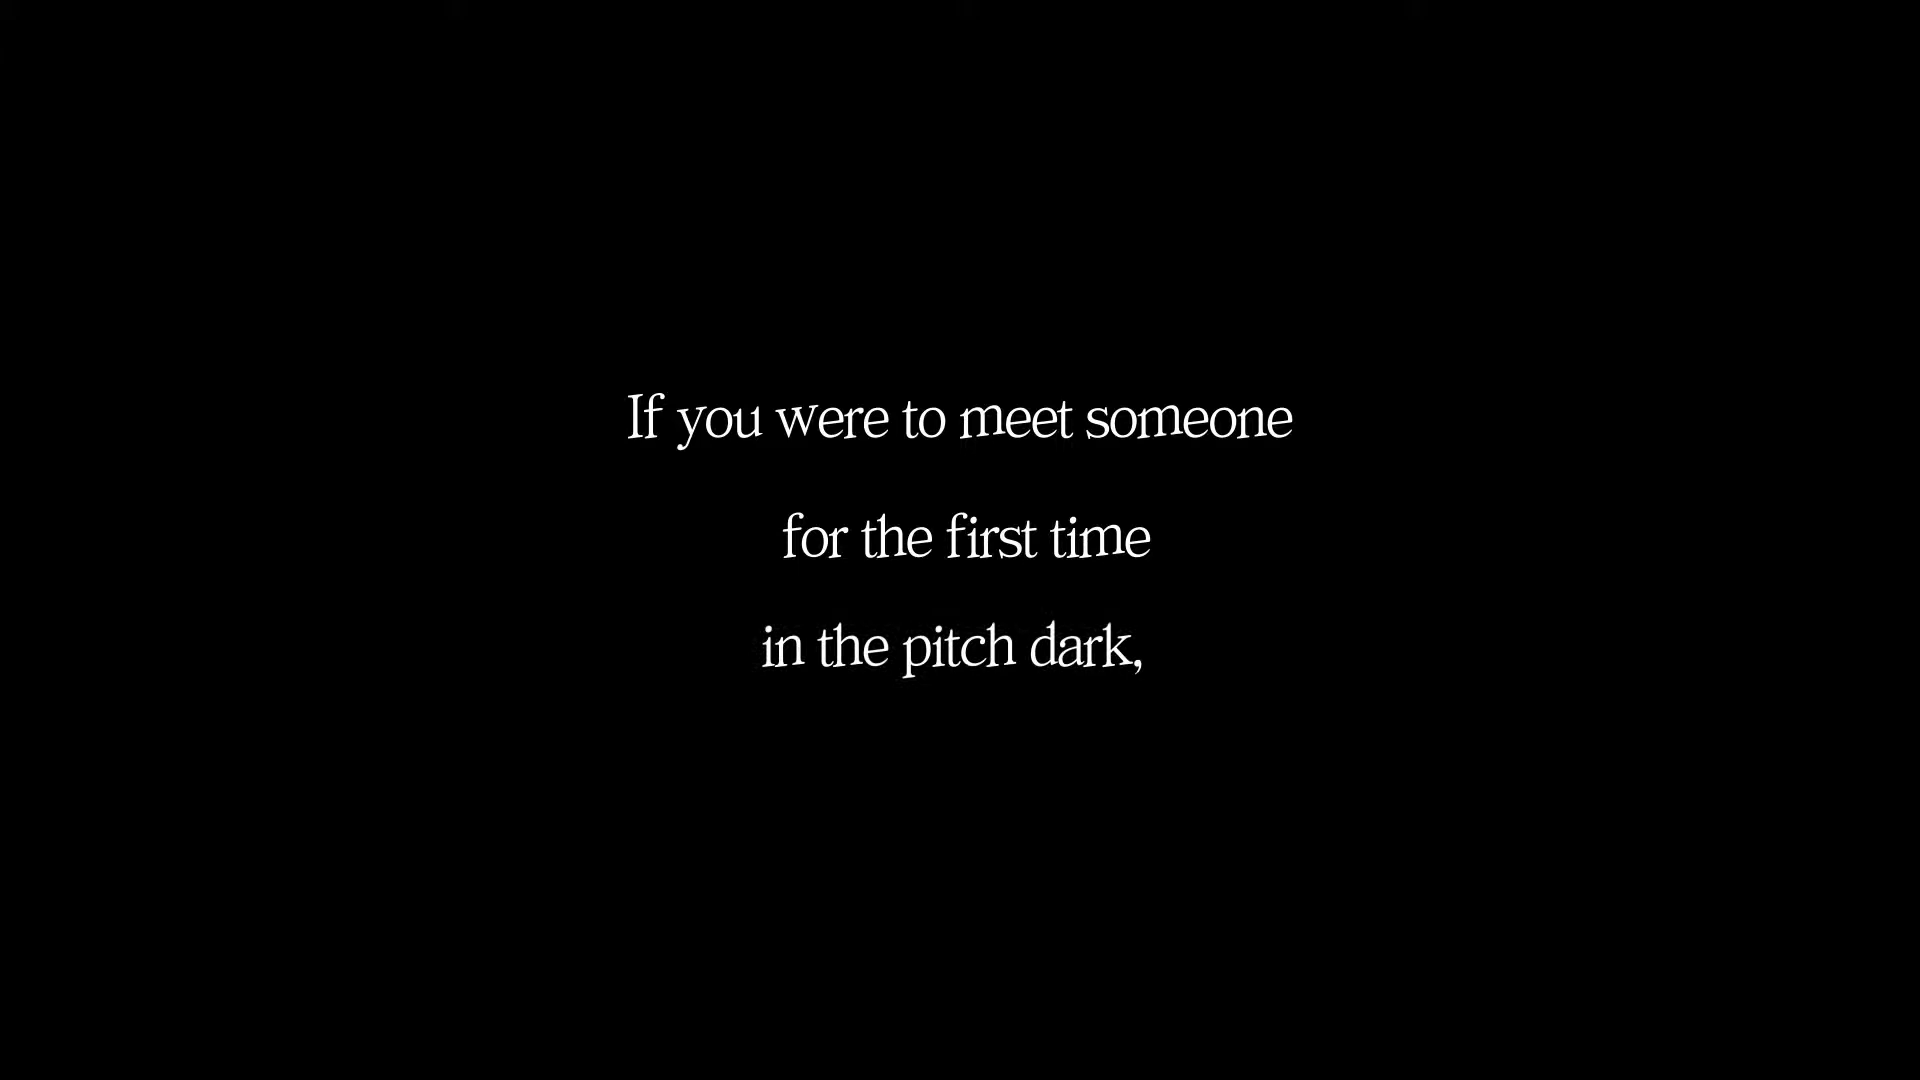 If you were to meet someone
for the first time
in the pitch dark,